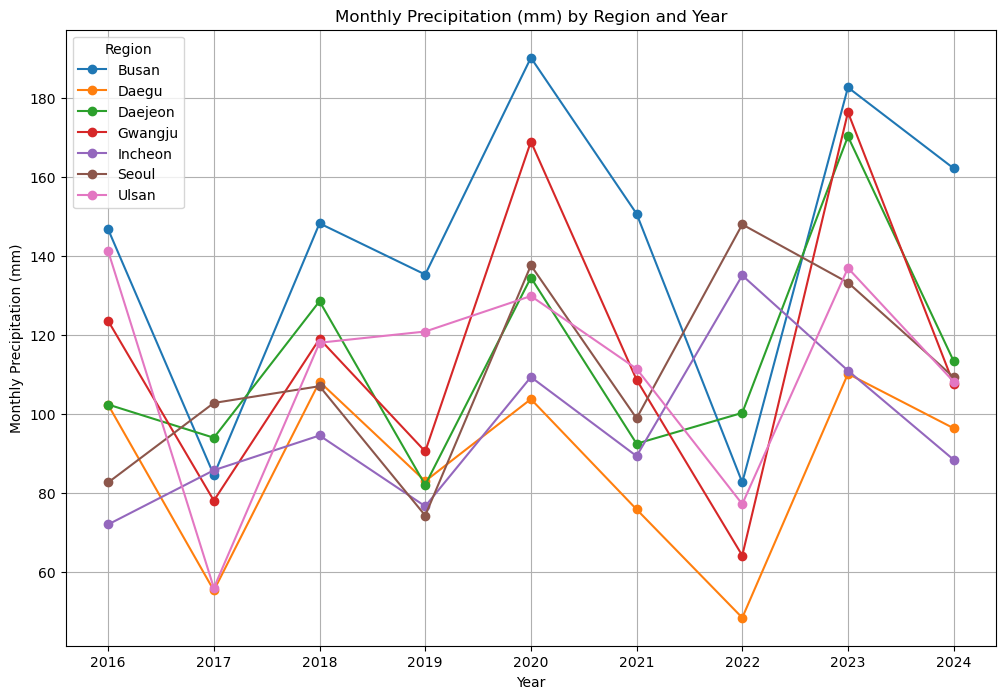 Monthly Precipitation (mm) by Region and Year
Region
Busan
Daegu
Daejeon
Gwangju
Incheon
Seoul
Ulsan
180
160
140
120
100
80
60
Monthly Precipitation (mm)
2016 2017 2018 2019 2020 2021 2022 2023 2024
Year